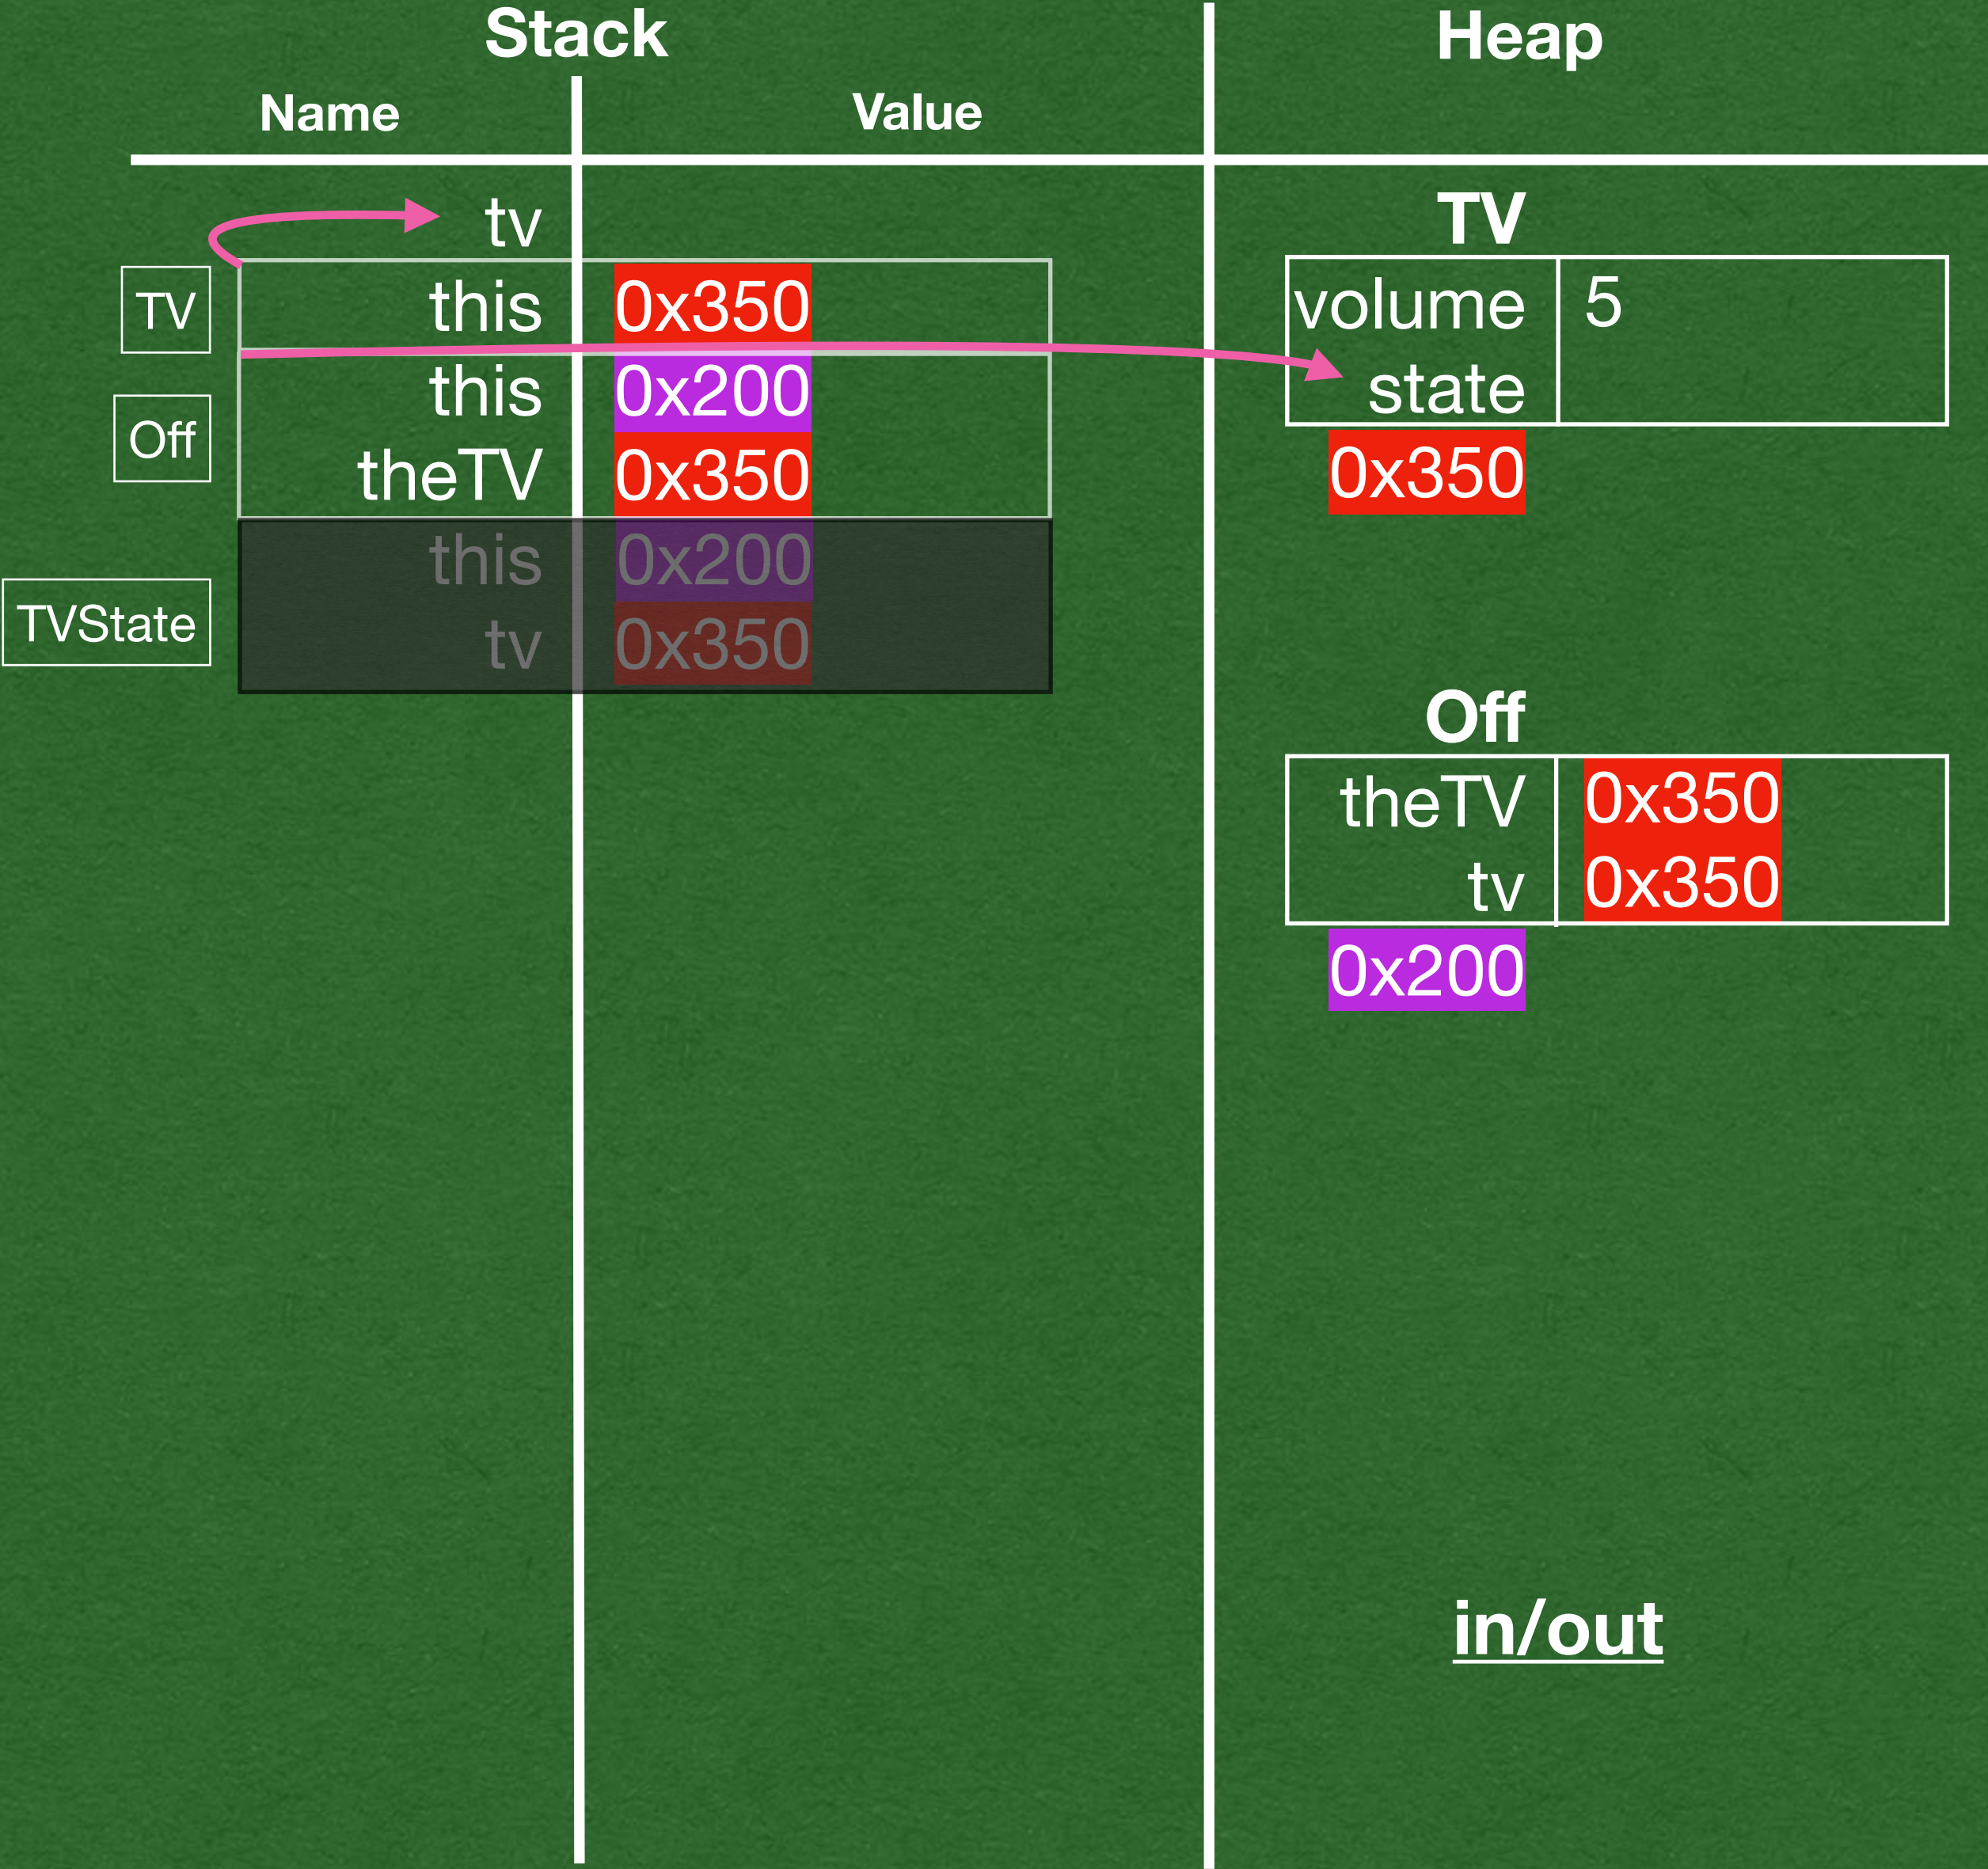 Stack
Heap
Name Value
tv
TV this 0x350
this 0x200
Off theTV 0x350
this 0x200
TVState tv 0x350
TV
volume 5
state
0x350
Off
theTV 0x350
tv 0x350
0x200
in/out